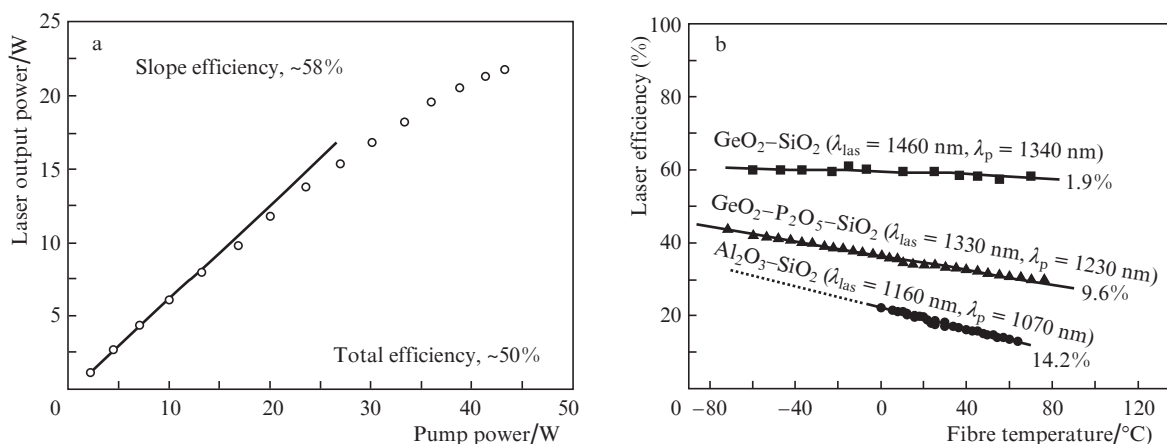 a
Laser output power/W
25
20
15
10
5
0
Slope efficiency, ~58%
Total efficiency, ~50%
0 10 20 30 40 50
Pump power/W
b
Laser efficiency (%)
100
80
60
40
20
0
GeO₂–SiO₂ (λlas = 1460 nm, λp = 1340 nm)
1.9%
GeO₂–P₂O₅–SiO₂ (λlas = 1330 nm, λp = 1230 nm)
9.6%
Al₂O₃–SiO₂ (λlas = 1160 nm, λp = 1070 nm)
14.2%
−80 −40 0 40 80
Fibre temperature/°C